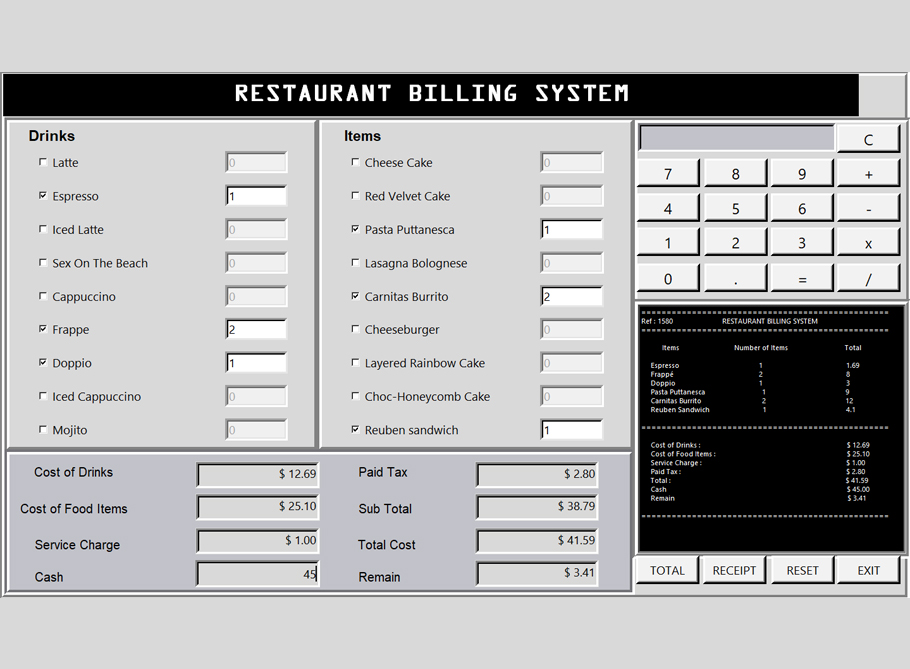 RESTAURANT BILLING SYSTEM
Drinks
Latte 0
Espresso 1
Iced Latte 0
Sex On The Beach 0
Cappuccino 0
Frappe 2
Doppio 1
Iced Cappuccino 0
Mojito 0
Items
Cheese Cake 0
Red Velvet Cake 0
Pasta Puttanesca 1
Lasagna Bolognese 0
Carnitas Burrito 2
Cheeseburger 0
Layered Rainbow Cake 0
Choc-Honeycomb Cake 0
Reuben sandwich 1
Cost of Drinks $ 12.69
Cost of Food Items $ 25.10
Service Charge $ 1.00
Cash 45
Paid Tax $ 2.80
Sub Total $ 38.79
Total Cost $ 41.59
Remain $ 3.41
C
7 8 9 +
4 5 6 -
1 2 3 x
0 . = /
Ref : 1580 RESTAURANT BILLING SYSTEM
Items Number of Items Total
Espresso 1 1.69
Frappé 2 8
Doppio 1 3
Pasta Puttanesca 1 9
Carnitas Burrito 2 12
Reuben Sandwich 1 4.1
Cost of Drinks : $ 12.69
Cost of Food Items : $ 25.10
Service Charge : $ 1.00
Paid Tax : $ 2.80
Total : $ 41.59
Cash $ 45.00
Remain $ 3.41
TOTAL RECEIPT RESET EXIT